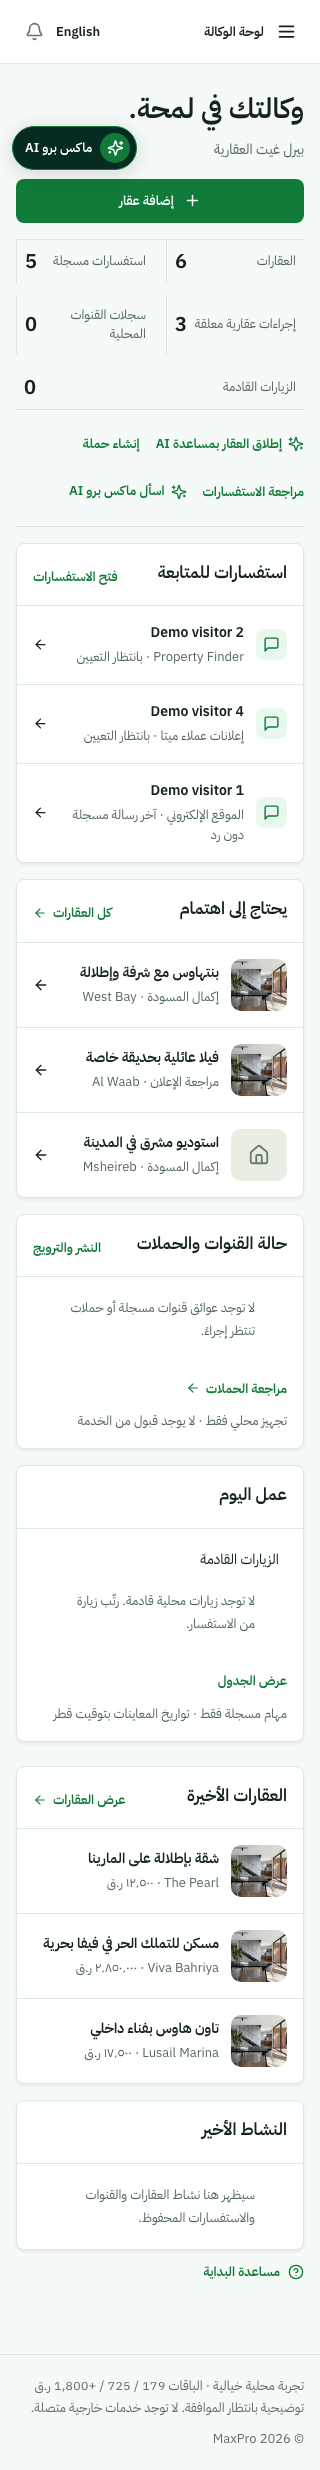 لوحة الوكالة
English
وكالتك في لمحة.
بيرل غيت العقارية
ماكس برو AI
إضافة عقار
العقارات 6
استفسارات مسجلة 5
إجراءات عقارية معلقة 3
سجلات القنوات المحلية 0
الزيارات القادمة 0
إطلاق العقار بمساعدة AI
إنشاء حملة
مراجعة الاستفسارات
اسأل ماكس برو AI
استفسارات للمتابعة
فتح الاستفسارات
Demo visitor 2
Property Finder · بانتظار التعيين
Demo visitor 4
إعلانات عملاء ميتا · بانتظار التعيين
Demo visitor 1
الموقع الإلكتروني · آخر رسالة مسجلة
دون رد
يحتاج إلى اهتمام
كل العقارات
بنتهاوس مع شرفة وإطلالة
إكمال المسودة · West Bay
فيلا عائلية بحديقة خاصة
مراجعة الإعلان · Al Waab
استوديو مشرق في المدينة
إكمال المسودة · Msheireb
حالة القنوات والحملات
النشر والترويج
لا توجد عوائق قنوات مسجلة أو حملات
تنتظر إجراءً.
مراجعة الحملات
تجهيز محلي فقط · لا يوجد قبول من الخدمة
عمل اليوم
الزيارات القادمة
لا توجد زيارات محلية قادمة. رتّب زيارة
من الاستفسار.
عرض الجدول
مهام مسجلة فقط · تواريخ المعاينات بتوقيت قطر
العقارات الأخيرة
عرض العقارات
شقة بإطلالة على المارينا
The Pearl · ١٢٬٥٠٠ ر.ق
مسكن للتملك الحر في فيفا بحرية
Viva Bahriya · ٢٬٨٥٠٬٠٠٠ ر.ق
تاون هاوس بفناء داخلي
Lusail Marina · ١٧٬٥٠٠ ر.ق
النشاط الأخير
سيظهر هنا نشاط العقارات والقنوات
والاستفسارات المحفوظ.
مساعدة البداية
تجربة محلية خيالية · الباقات 179 / 725 / +1,800 ر.ق
توضيحية بانتظار الموافقة. لا توجد خدمات خارجية متصلة.
© 2026 MaxPro